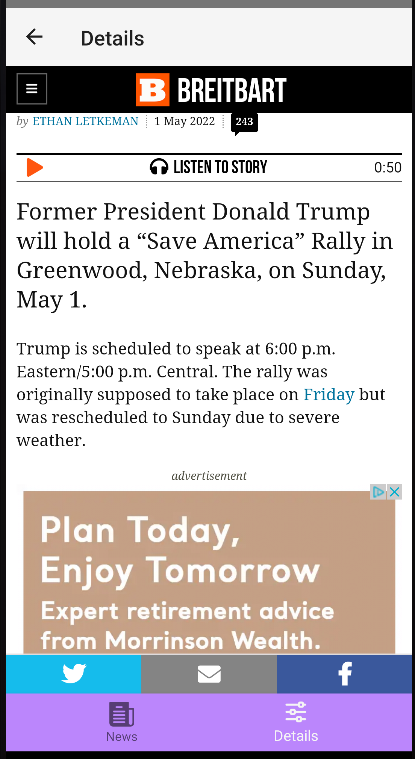 Details
B BREITBART
by ETHAN LETKEMAN 1 May 2022 243
LISTEN TO STORY 0:50
Former President Donald Trump
will hold a “Save America” Rally in
Greenwood, Nebraska, on Sunday,
May 1.
Trump is scheduled to speak at 6:00 p.m.
Eastern/5:00 p.m. Central. The rally was
originally supposed to take place on Friday but
was rescheduled to Sunday due to severe
weather.
advertisement
Plan Today,
Enjoy Tomorrow
Expert retirement advice
from Morrinson Wealth.
News Details